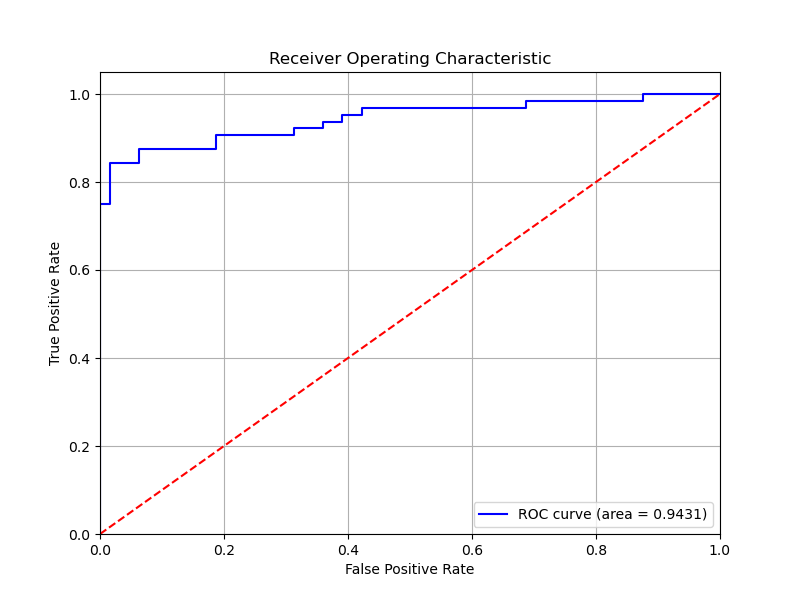 Receiver Operating Characteristic
1.0
0.8
0.6
0.4
0.2
0.0
True Positive Rate
0.0 0.2 0.4 0.6 0.8 1.0
False Positive Rate
ROC curve (area = 0.9431)